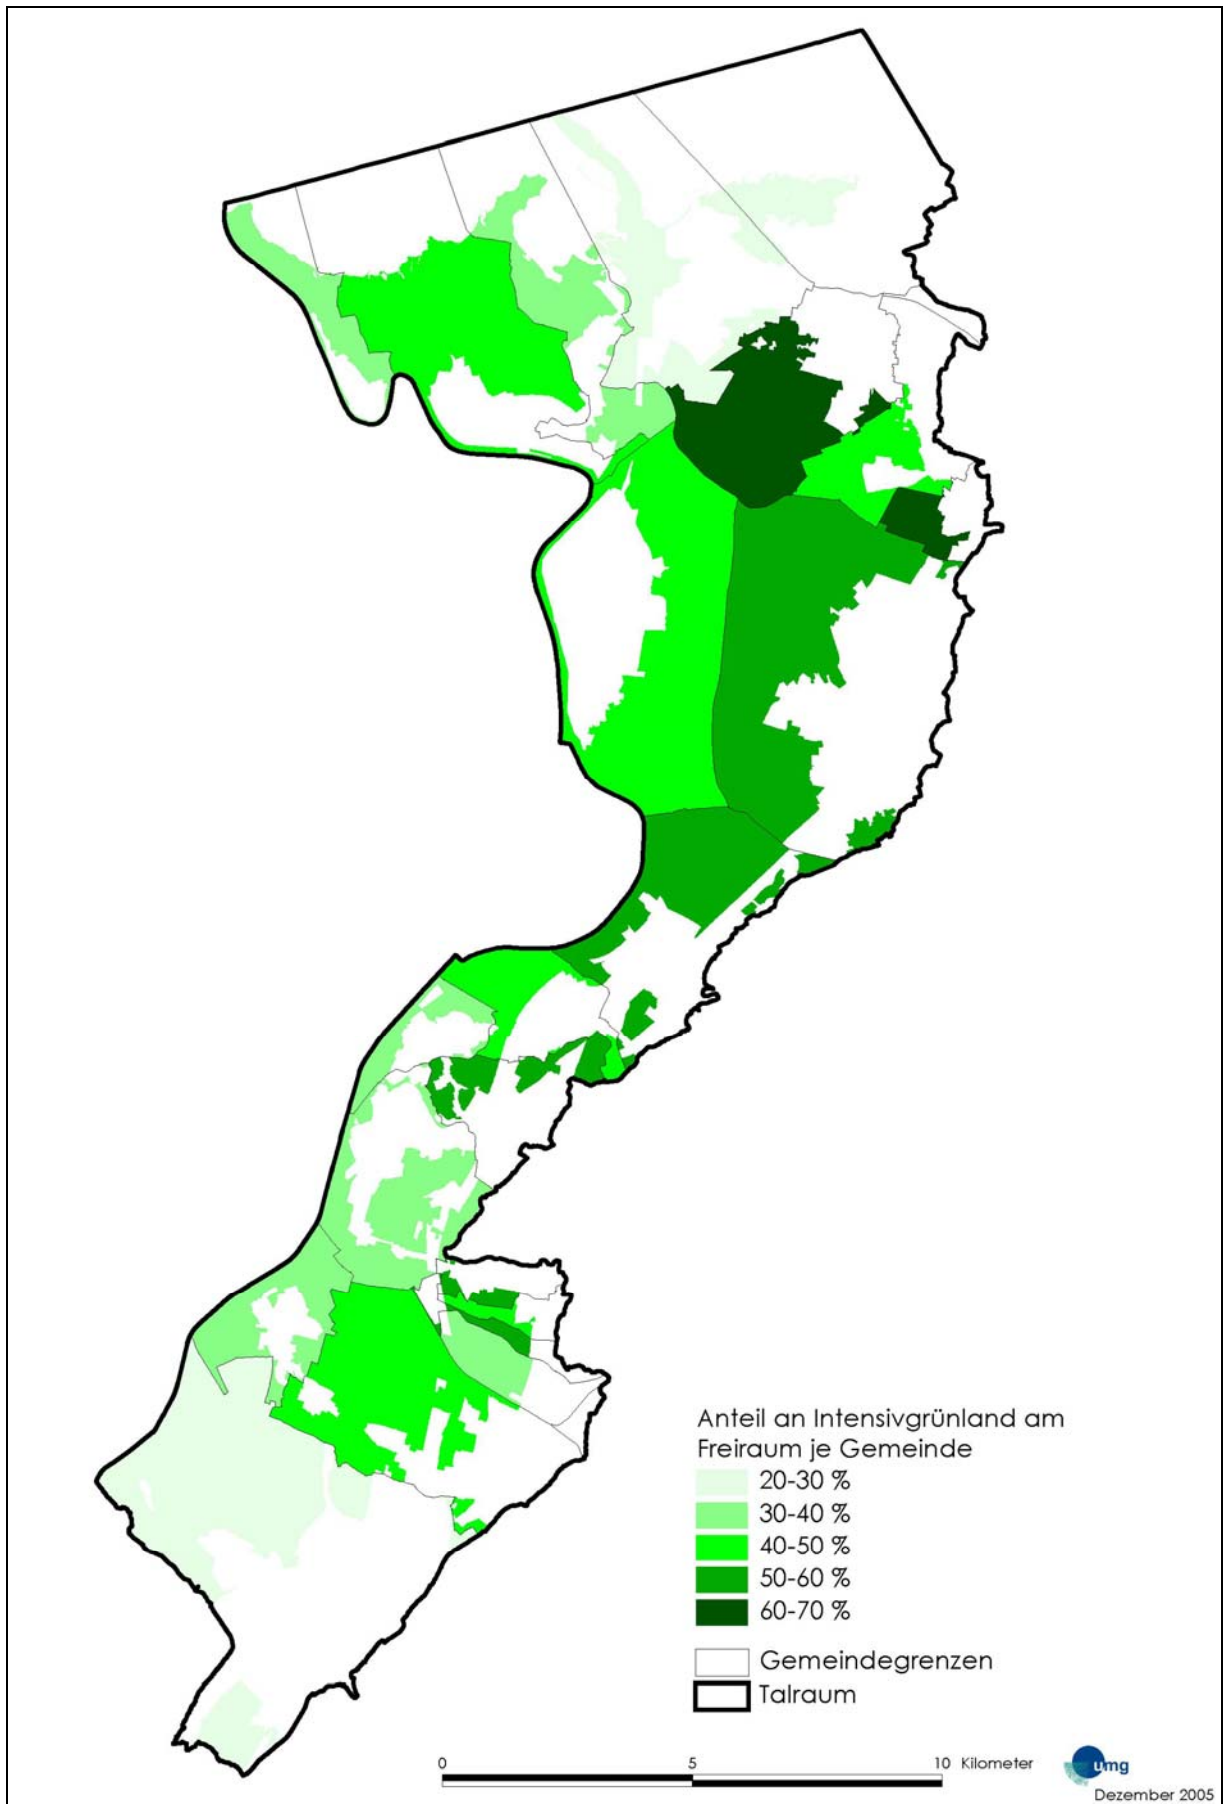 Anteil an Intensivgrünland am
Freiraum je Gemeinde
20-30 %
30-40 %
40-50 %
50-60 %
60-70 %
Gemeindegrenzen
Talraum
0 5 10 Kilometer
umg
Dezember 2005